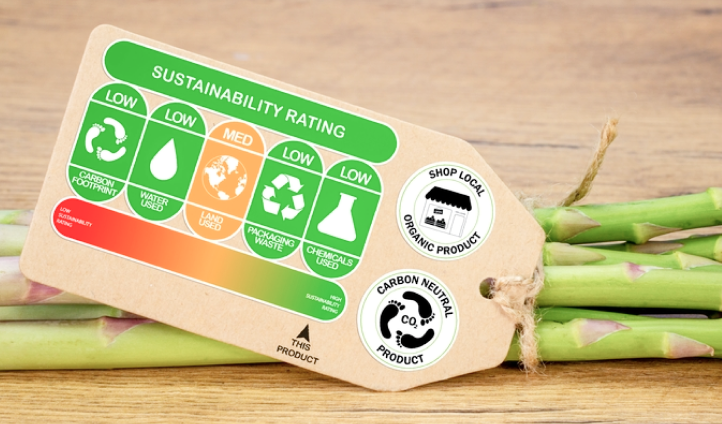 SUSTAINABILITY RATING
LOW
CARBON
FOOTPRINT
LOW
WATER
USED
MED
LAND
USED
LOW
PACKAGING
WASTE
LOW
CHEMICALS
USED
LOW
SUSTAINABILITY
RATING
HIGH
SUSTAINABILITY
RATING
THIS
PRODUCT
SHOP LOCAL
ORGANIC PRODUCT
CARBON NEUTRAL
CO₂
PRODUCT